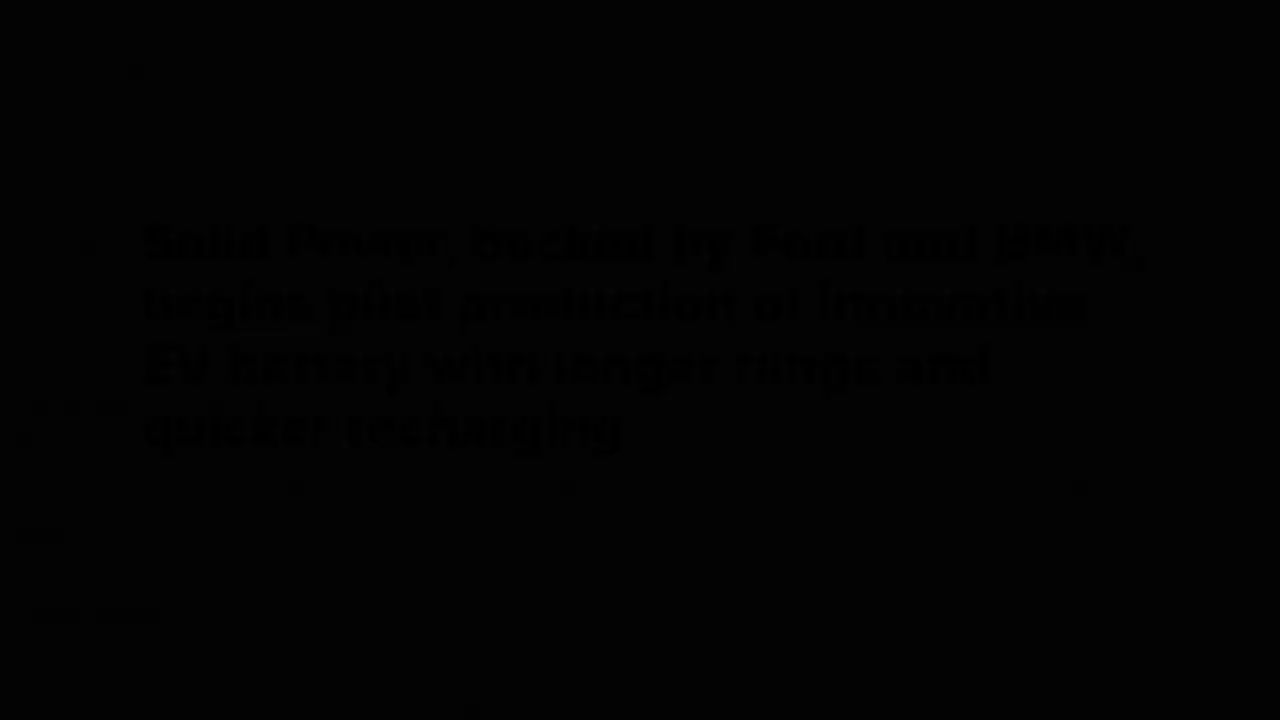 Solid Power, backed by Ford and BMW,
begins pilot production of innovative
EV battery with longer range and
quicker recharging